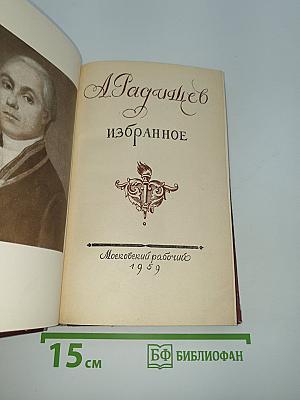 А. Радищев
избранное
Московский рабочий
1959
15 см
БФ БИБЛИОФАН